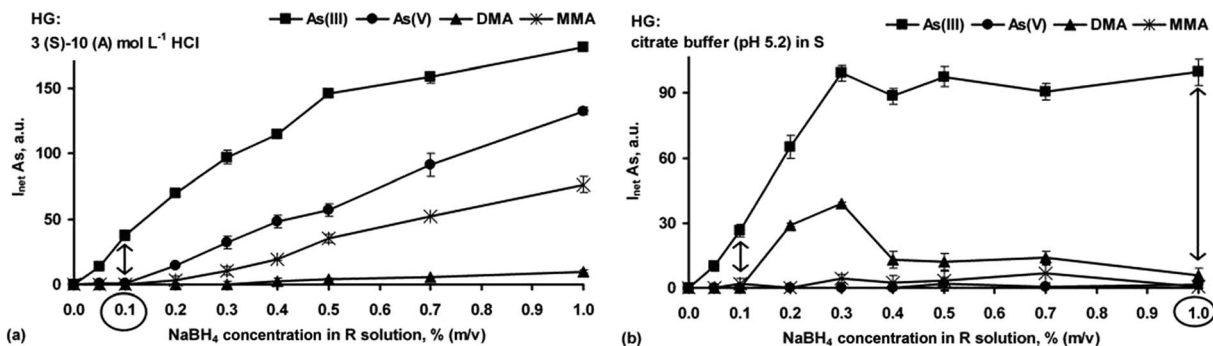 HG: As(III) As(V) DMA MMA
3 (S)-10 (A) mol L⁻¹ HCl
150
100
50
0
I_net As, a.u.
0.0 0.1 0.2 0.3 0.4 0.5 0.6 0.7 0.8 0.9 1.0
(a) NaBH₄ concentration in R solution, % (m/v)
HG: As(III) As(V) DMA MMA
citrate buffer (pH 5.2) in S
90
60
30
0
I_net As, a.u.
0.0 0.1 0.2 0.3 0.4 0.5 0.6 0.7 0.8 0.9 1.0
(b) NaBH₄ concentration in R solution, % (m/v)